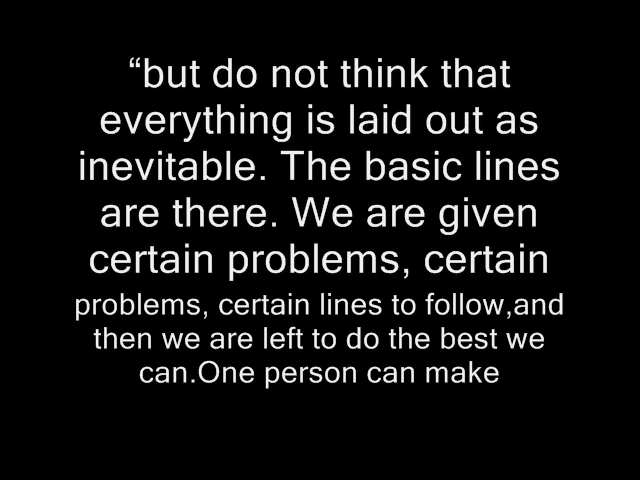 “but do not think that
everything is laid out as
inevitable. The basic lines
are there. We are given
certain problems, certain
problems, certain lines to follow,and
then we are left to do the best we
can.One person can make